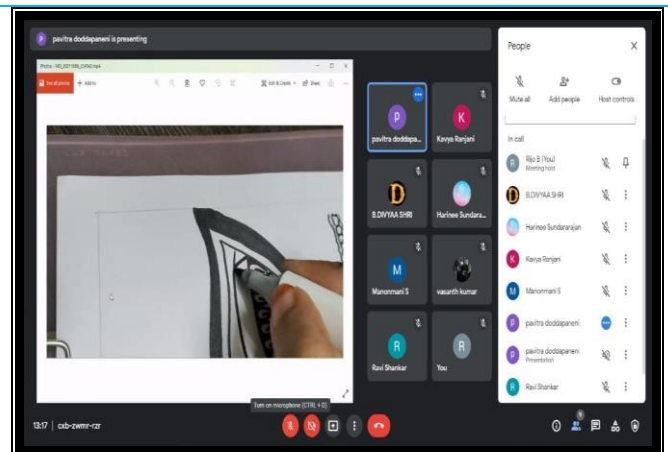 P
pavitra doddapaneni is presenting
See all photos
+ Add to
Edit & Create
Share
P
pavitra doddapa...
K
Kavya Ranjani
D
B.DIVYAA SHRI
Harinee Sundara...
M
Manonmani S
vasanth kumar
R
Ravi Shankar
R
You
Turn on microphone (CTRL + D)
13:17 | cxb-zwmr-rzr
9
People
Mute all
Add people
Host controls
In call
R
Rijo B (You)
Meeting host
D
B.DIVYAA SHRI
Harinee Sundararajan
K
Kavya Ranjani
M
Manonmani S
P
pavitra doddapaneni
P
pavitra doddapaneni
Presentation
R
Ravi Shankar